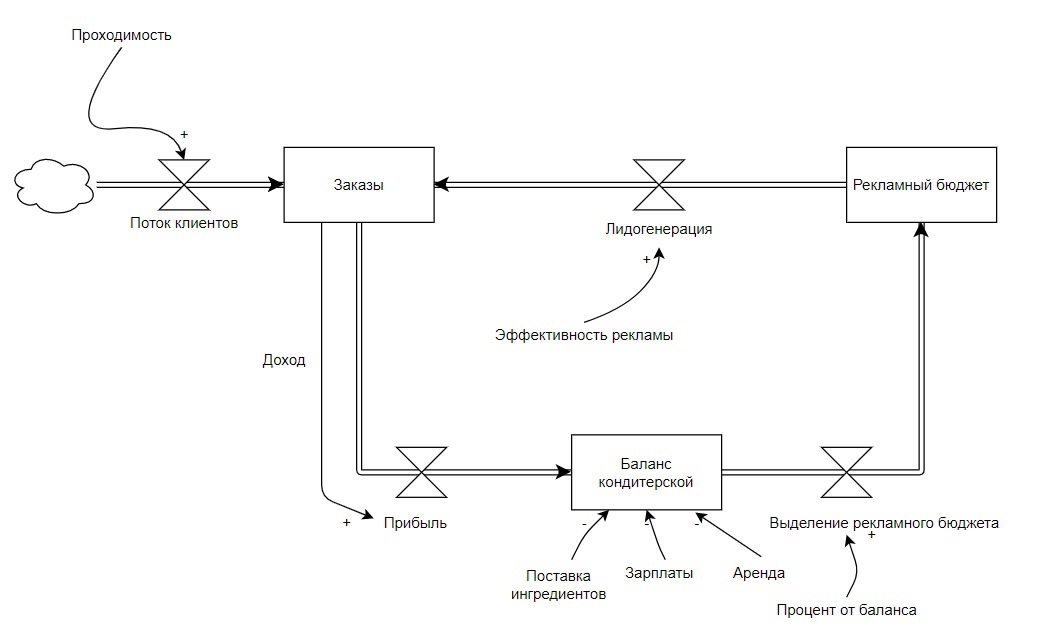 Проходимость
+
Заказы
Рекламный бюджет
Поток клиентов
Лидогенерация
+
Эффективность рекламы
Доход
Баланс
кондитерской
+
Прибыль
-
-
-
Выделение рекламного бюджета
+
Поставка
ингредиентов
Зарплаты
Аренда
Процент от баланса